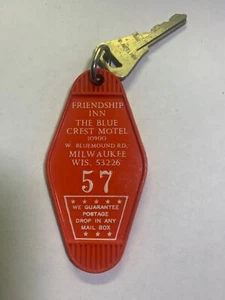 FRIENDSHIP
INN
THE BLUE
CREST MOTEL
10900
W. BLUEMOUND RD.
MILWAUKEE
WIS. 53226
57
★ ★ ★ ★ ★
WE GUARANTEE
POSTAGE
DROP IN ANY
MAIL BOX
★ ★ ★